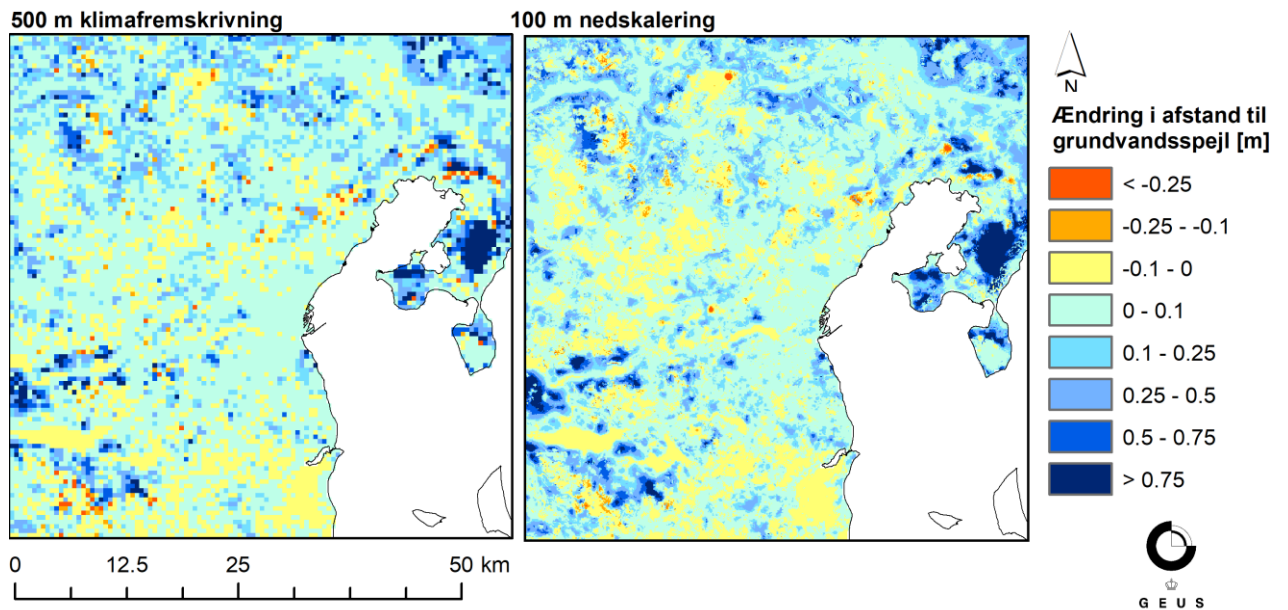 500 m klimafremskrivning
100 m nedskalering
N
Ændring i afstand til
grundvandsspejl [m]
< -0.25
-0.25 - -0.1
-0.1 - 0
0 - 0.1
0.1 - 0.25
0.25 - 0.5
0.5 - 0.75
> 0.75
0 12.5 25 50 km
G E U S